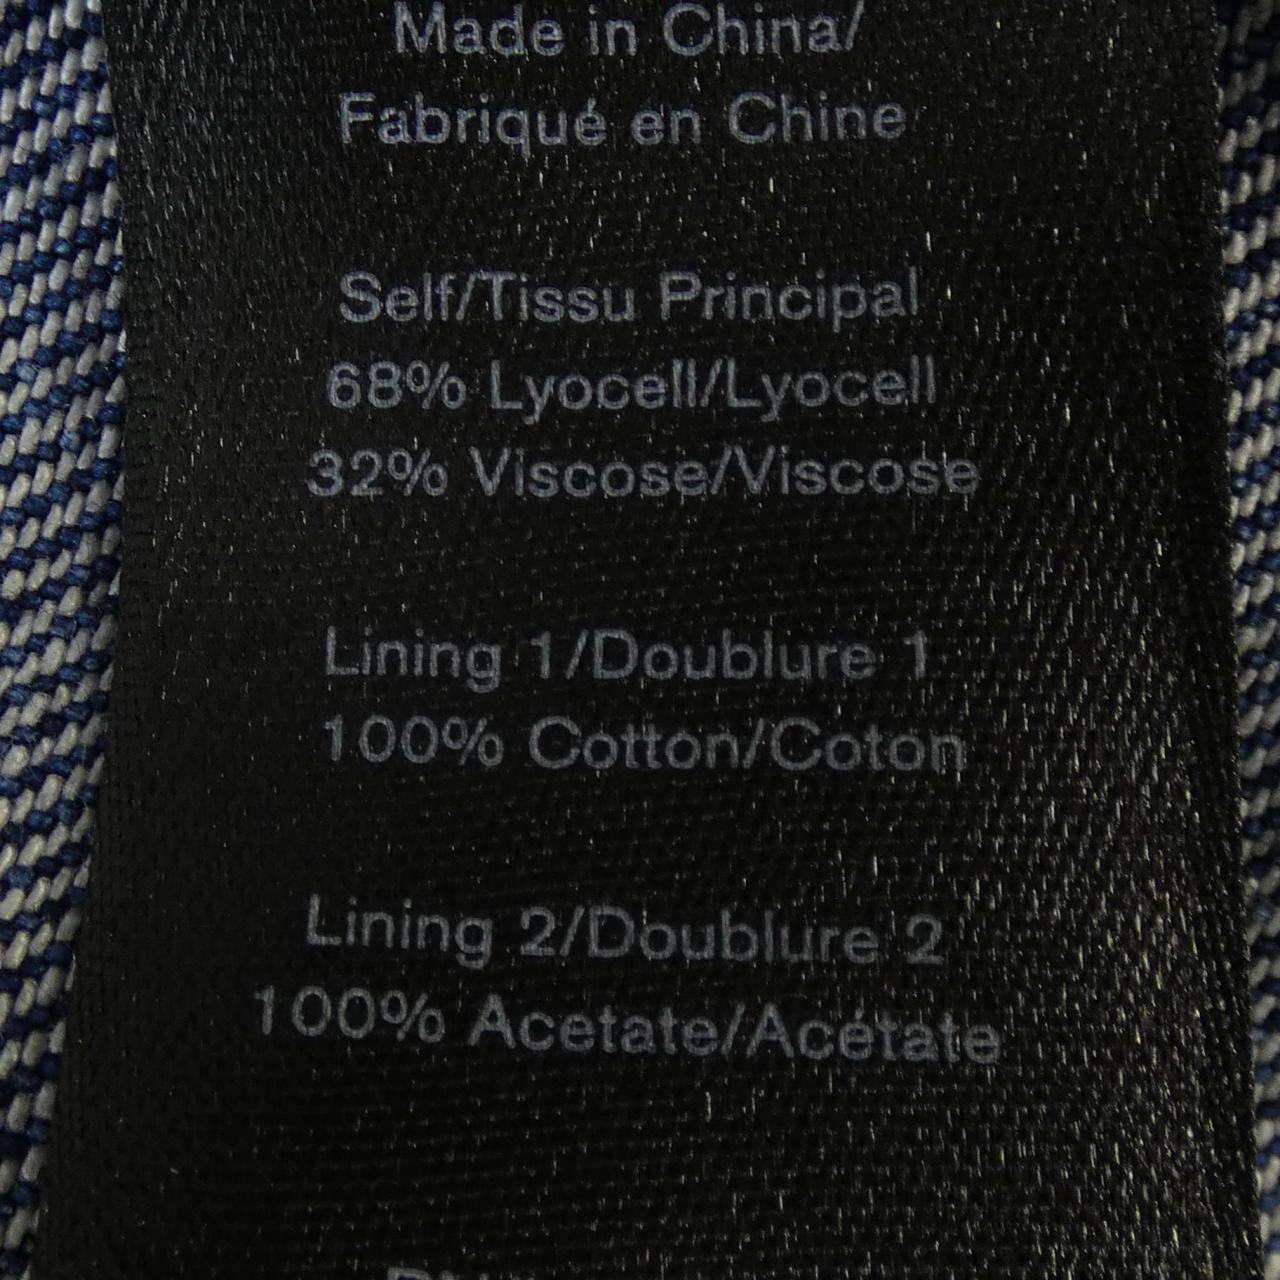 Made in China/
Fabriqué en Chine
Self/Tissu Principal
68% Lyocell/Lyocell
32% Viscose/Viscose
Lining 1/Doublure 1
100% Cotton/Coton
Lining 2/Doublure 2
100% Acetate/Acétate